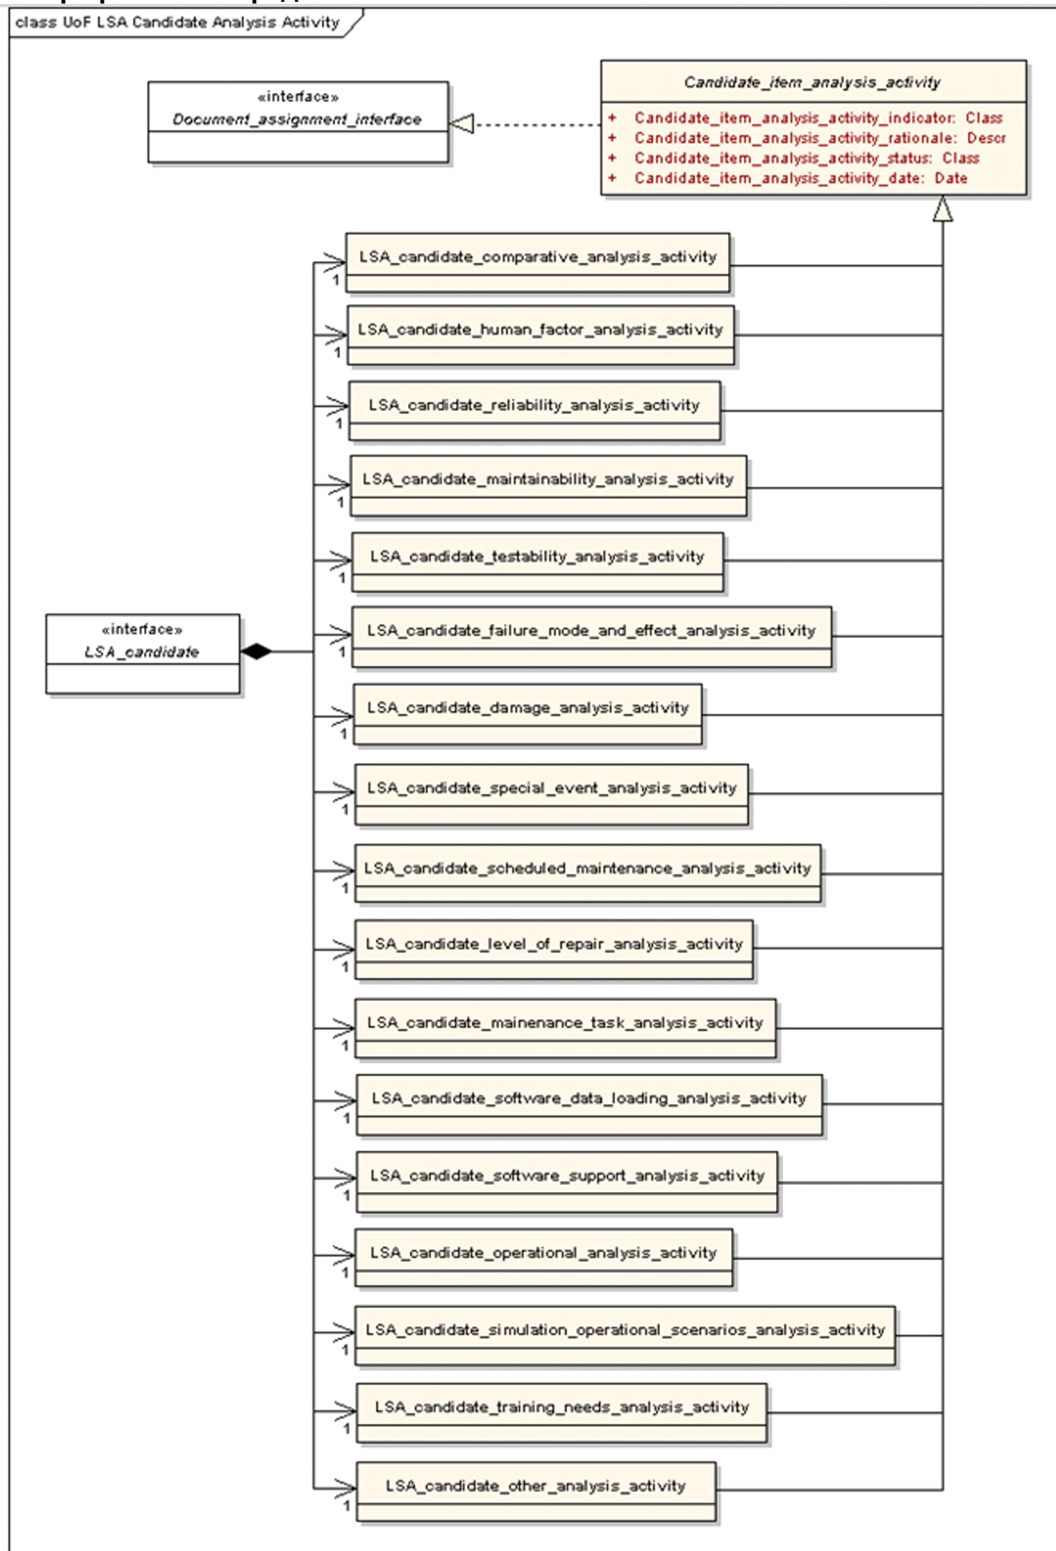 class UoF LSA Candidate Analysis Activity
«interface»
Document_assignment_interface
Candidate_item_analysis_activity
+ Candidate_item_analysis_activity_indicator: Class
+ Candidate_item_analysis_activity_rationale: Descr
+ Candidate_item_analysis_activity_status: Class
+ Candidate_item_analysis_activity_date: Date
LSA_candidate_comparative_analysis_activity
1
LSA_candidate_human_factor_analysis_activity
1
LSA_candidate_reliability_analysis_activity
1
LSA_candidate_maintainability_analysis_activity
1
LSA_candidate_testability_analysis_activity
1
«interface»
LSA_candidate
LSA_candidate_failure_mode_and_effect_analysis_activity
1
LSA_candidate_damage_analysis_activity
1
LSA_candidate_special_event_analysis_activity
1
LSA_candidate_scheduled_maintenance_analysis_activity
1
LSA_candidate_level_of_repair_analysis_activity
1
LSA_candidate_mainenance_task_analysis_activity
1
LSA_candidate_software_data_loading_analysis_activity
1
LSA_candidate_software_support_analysis_activity
1
LSA_candidate_operational_analysis_activity
1
LSA_candidate_simulation_operational_scenarios_analysis_activity
1
LSA_candidate_training_needs_analysis_activity
1
LSA_candidate_other_analysis_activity
1